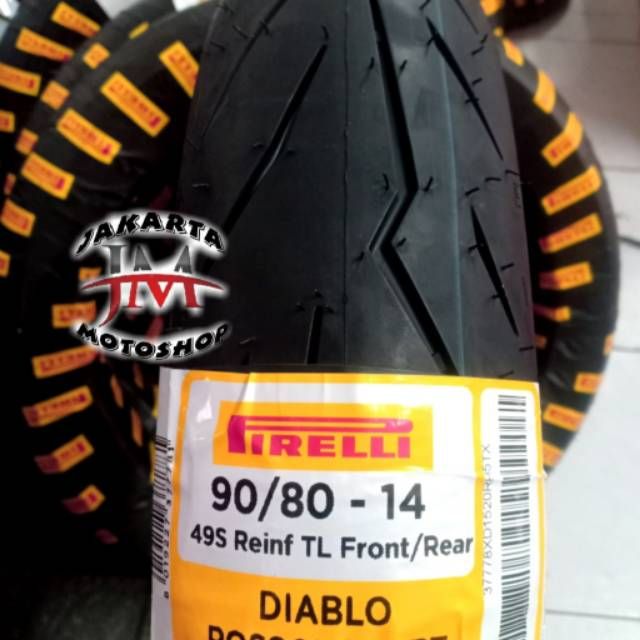 JAKARTA
JM
MOTOSHOP
PIRELLI
90/80 - 14
49S Reinf TL Front/Rear
DIABLO